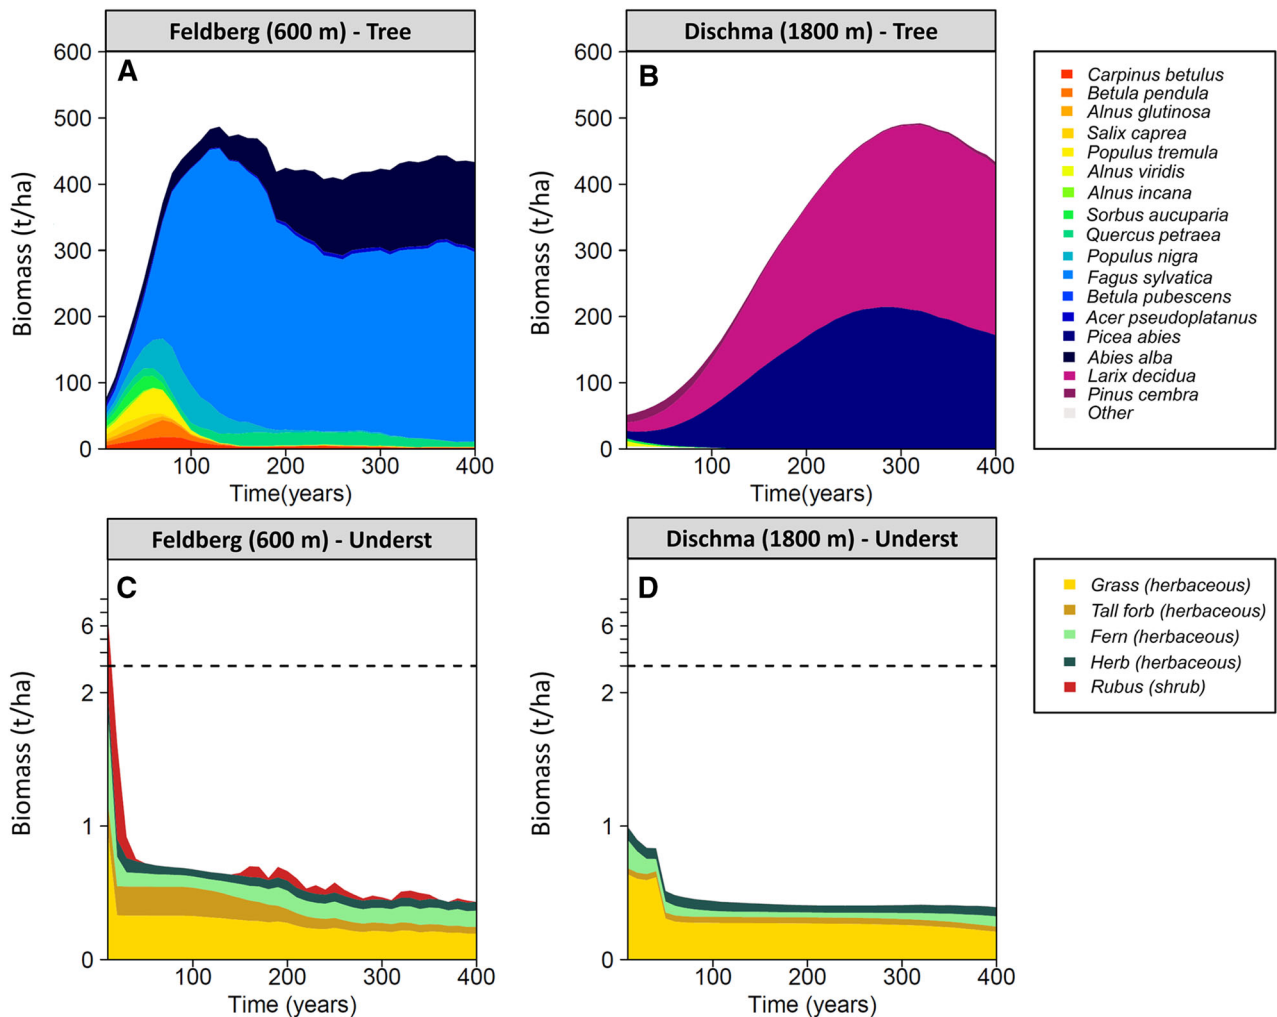 Feldberg (600 m) - Tree
A
Biomass (t/ha)
600
500
400
300
200
100
0
100
200
300
400
Time(years)
Dischma (1800 m) - Tree
B
Biomass (t/ha)
600
500
400
300
200
100
0
100
200
300
400
Time(years)
Carpinus betulus
Betula pendula
Alnus glutinosa
Salix caprea
Populus tremula
Alnus viridis
Alnus incana
Sorbus aucuparia
Quercus petraea
Populus nigra
Fagus sylvatica
Betula pubescens
Acer pseudoplatanus
Picea abies
Abies alba
Larix decidua
Pinus cembra
Other
Feldberg (600 m) - Underst
C
Biomass (t/ha)
6
2
1
0
100
200
300
400
Time (years)
Dischma (1800 m) - Underst
D
Biomass (t/ha)
6
2
1
0
100
200
300
400
Time (years)
Grass (herbaceous)
Tall forb (herbaceous)
Fern (herbaceous)
Herb (herbaceous)
Rubus (shrub)